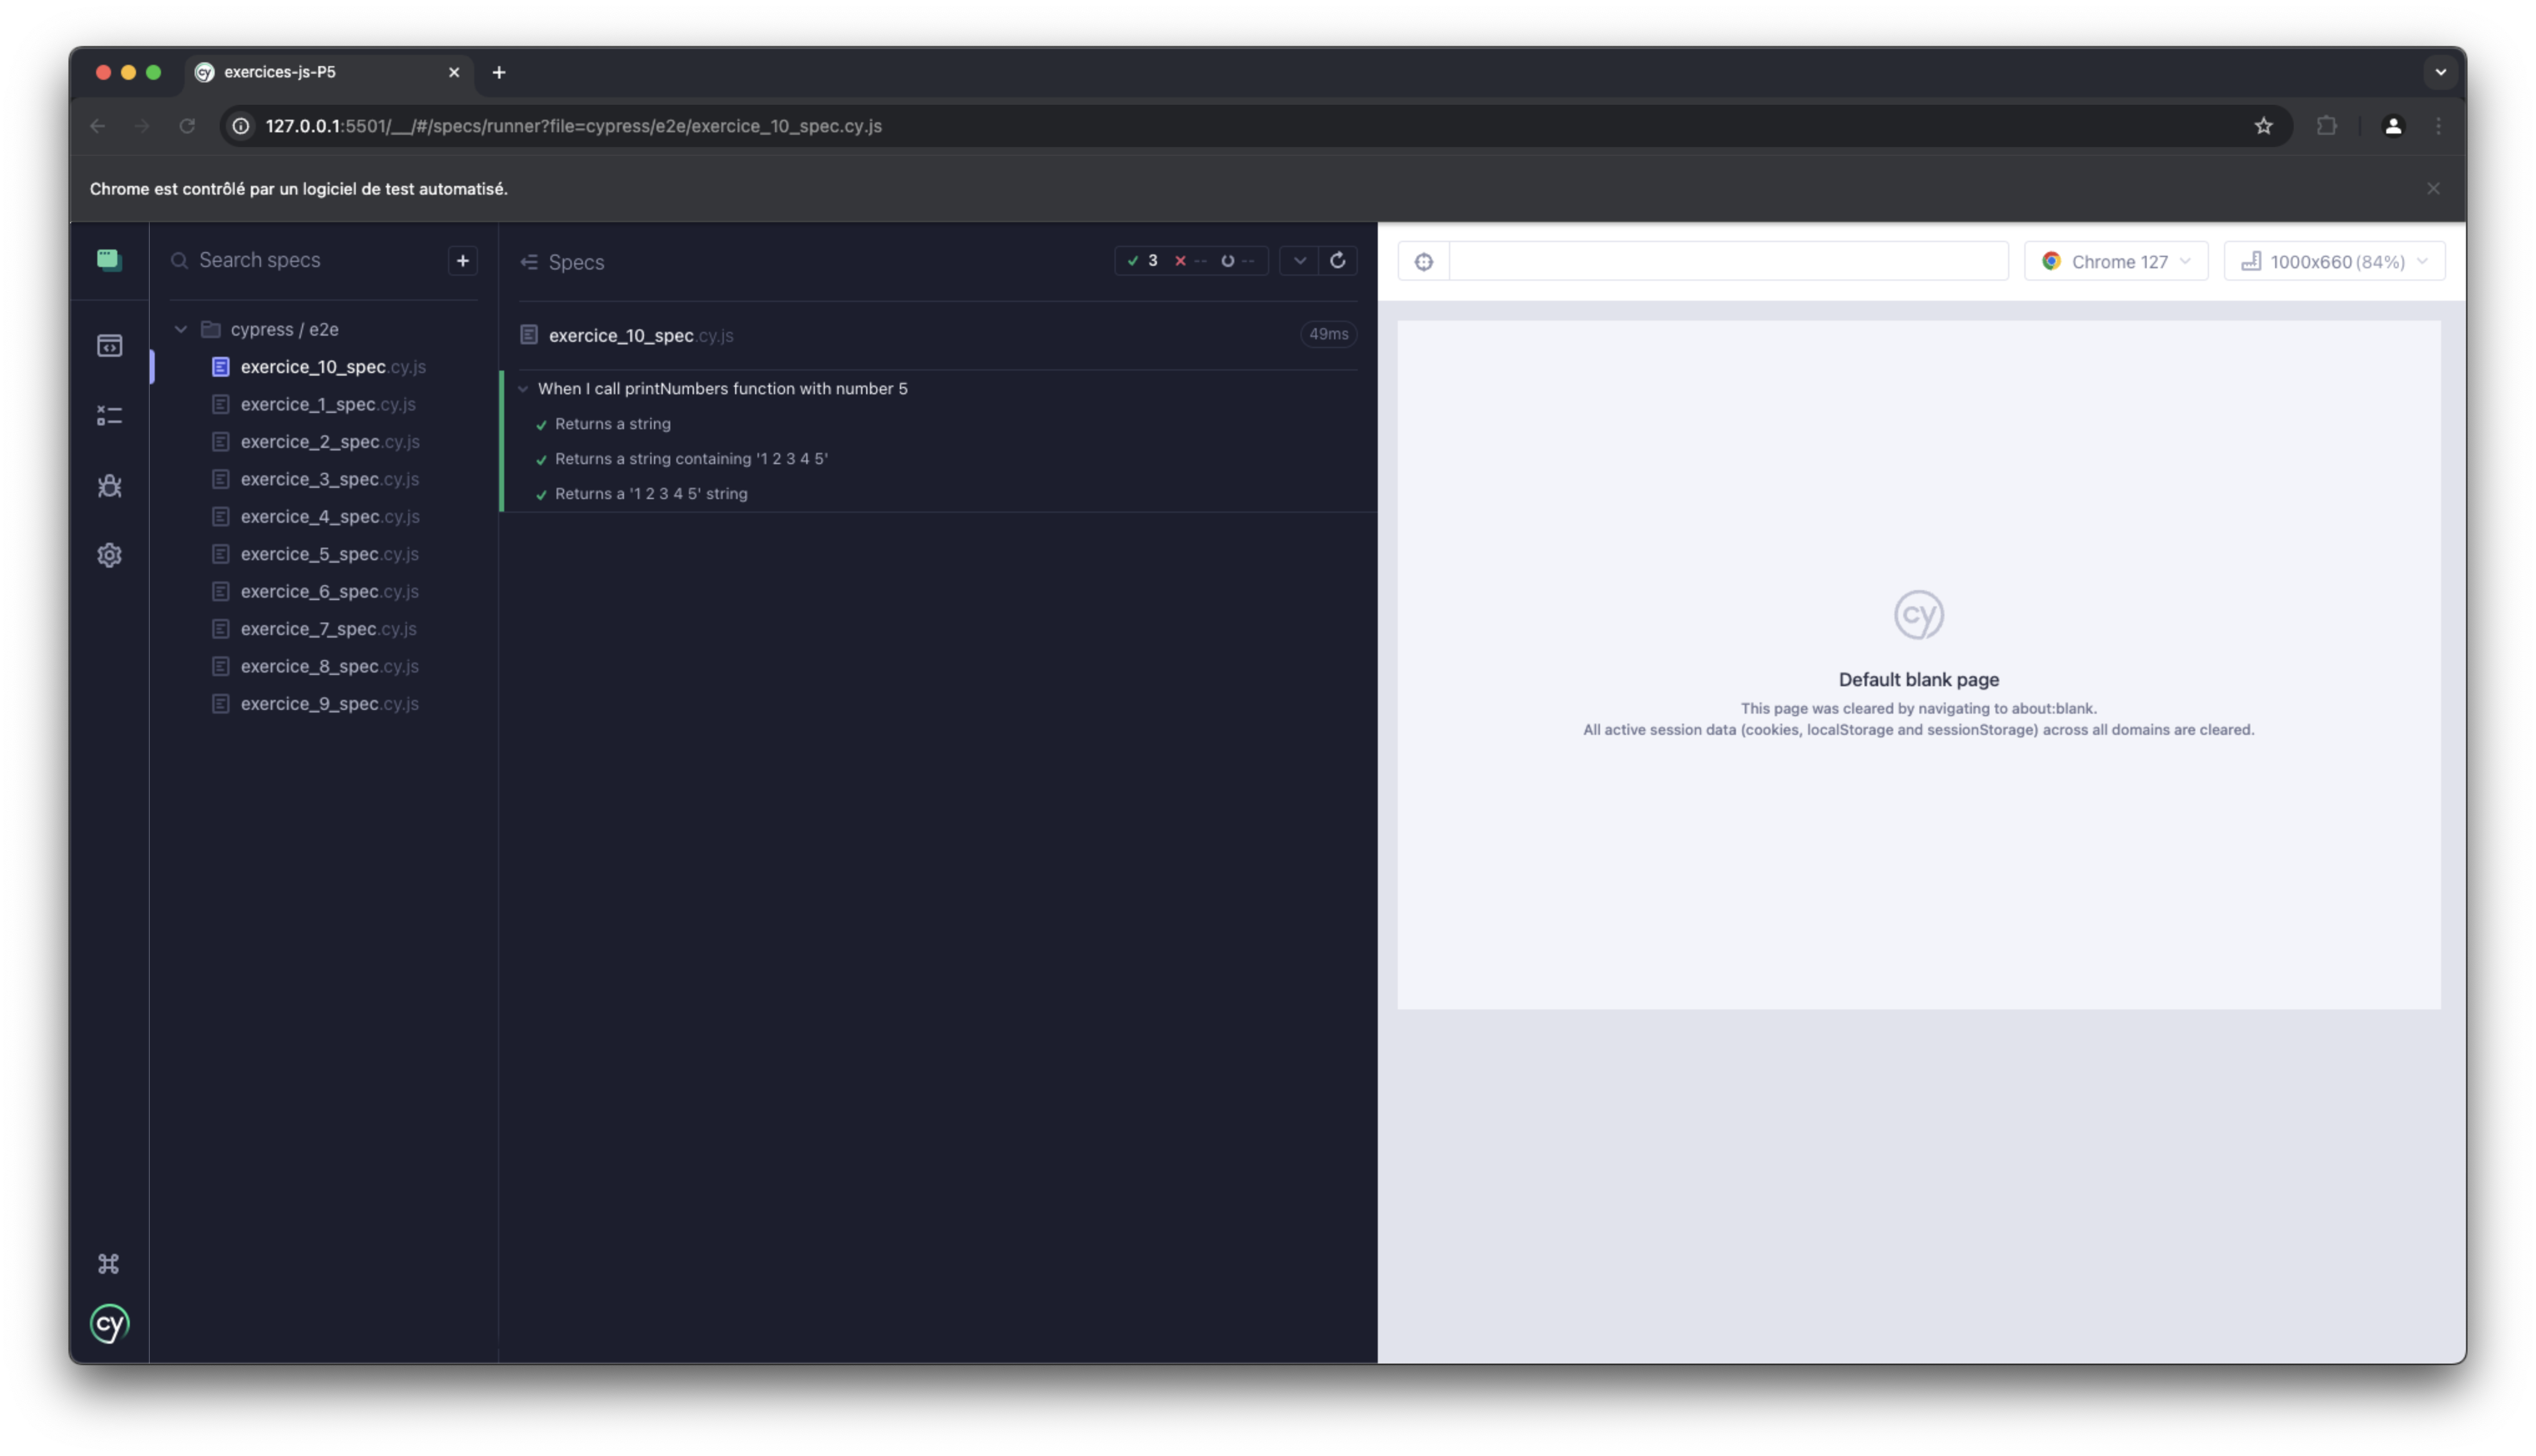 exercices-js-P5
127.0.0.1:5501/__/#/specs/runner?file=cypress/e2e/exercice_10_spec.cy.js
Chrome est contrôlé par un logiciel de test automatisé.
Search specs
cypress / e2e
exercice_10_spec.cy.js
exercice_1_spec.cy.js
exercice_2_spec.cy.js
exercice_3_spec.cy.js
exercice_4_spec.cy.js
exercice_5_spec.cy.js
exercice_6_spec.cy.js
exercice_7_spec.cy.js
exercice_8_spec.cy.js
exercice_9_spec.cy.js
cy
Specs
3 -- --
exercice_10_spec.cy.js 49ms
When I call printNumbers function with number 5
Returns a string
Returns a string containing '1 2 3 4 5'
Returns a '1 2 3 4 5' string
Chrome 127
1000x660 (84%)
cy
Default blank page
This page was cleared by navigating to about:blank.
All active session data (cookies, localStorage and sessionStorage) across all domains are cleared.